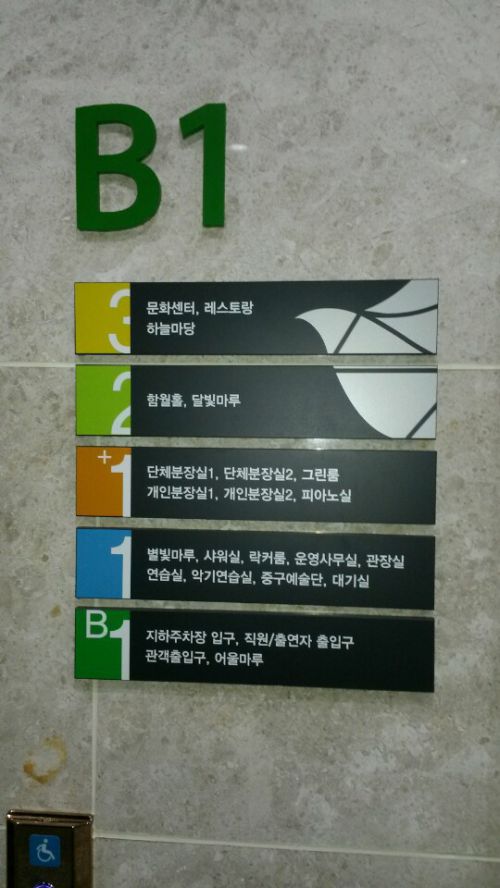 B1
3
문화센터, 레스토랑
하늘마당
2
함월홀, 달빛마루
+1
단체분장실1, 단체분장실2, 그린룸
개인분장실1, 개인분장실2, 피아노실
1
별빛마루, 샤워실, 락커룸, 운영사무실, 관장실
연습실, 악기연습실, 중구예술단, 대기실
B1
지하주차장 입구, 직원/출연자 출입구
관객출입구, 어울마루